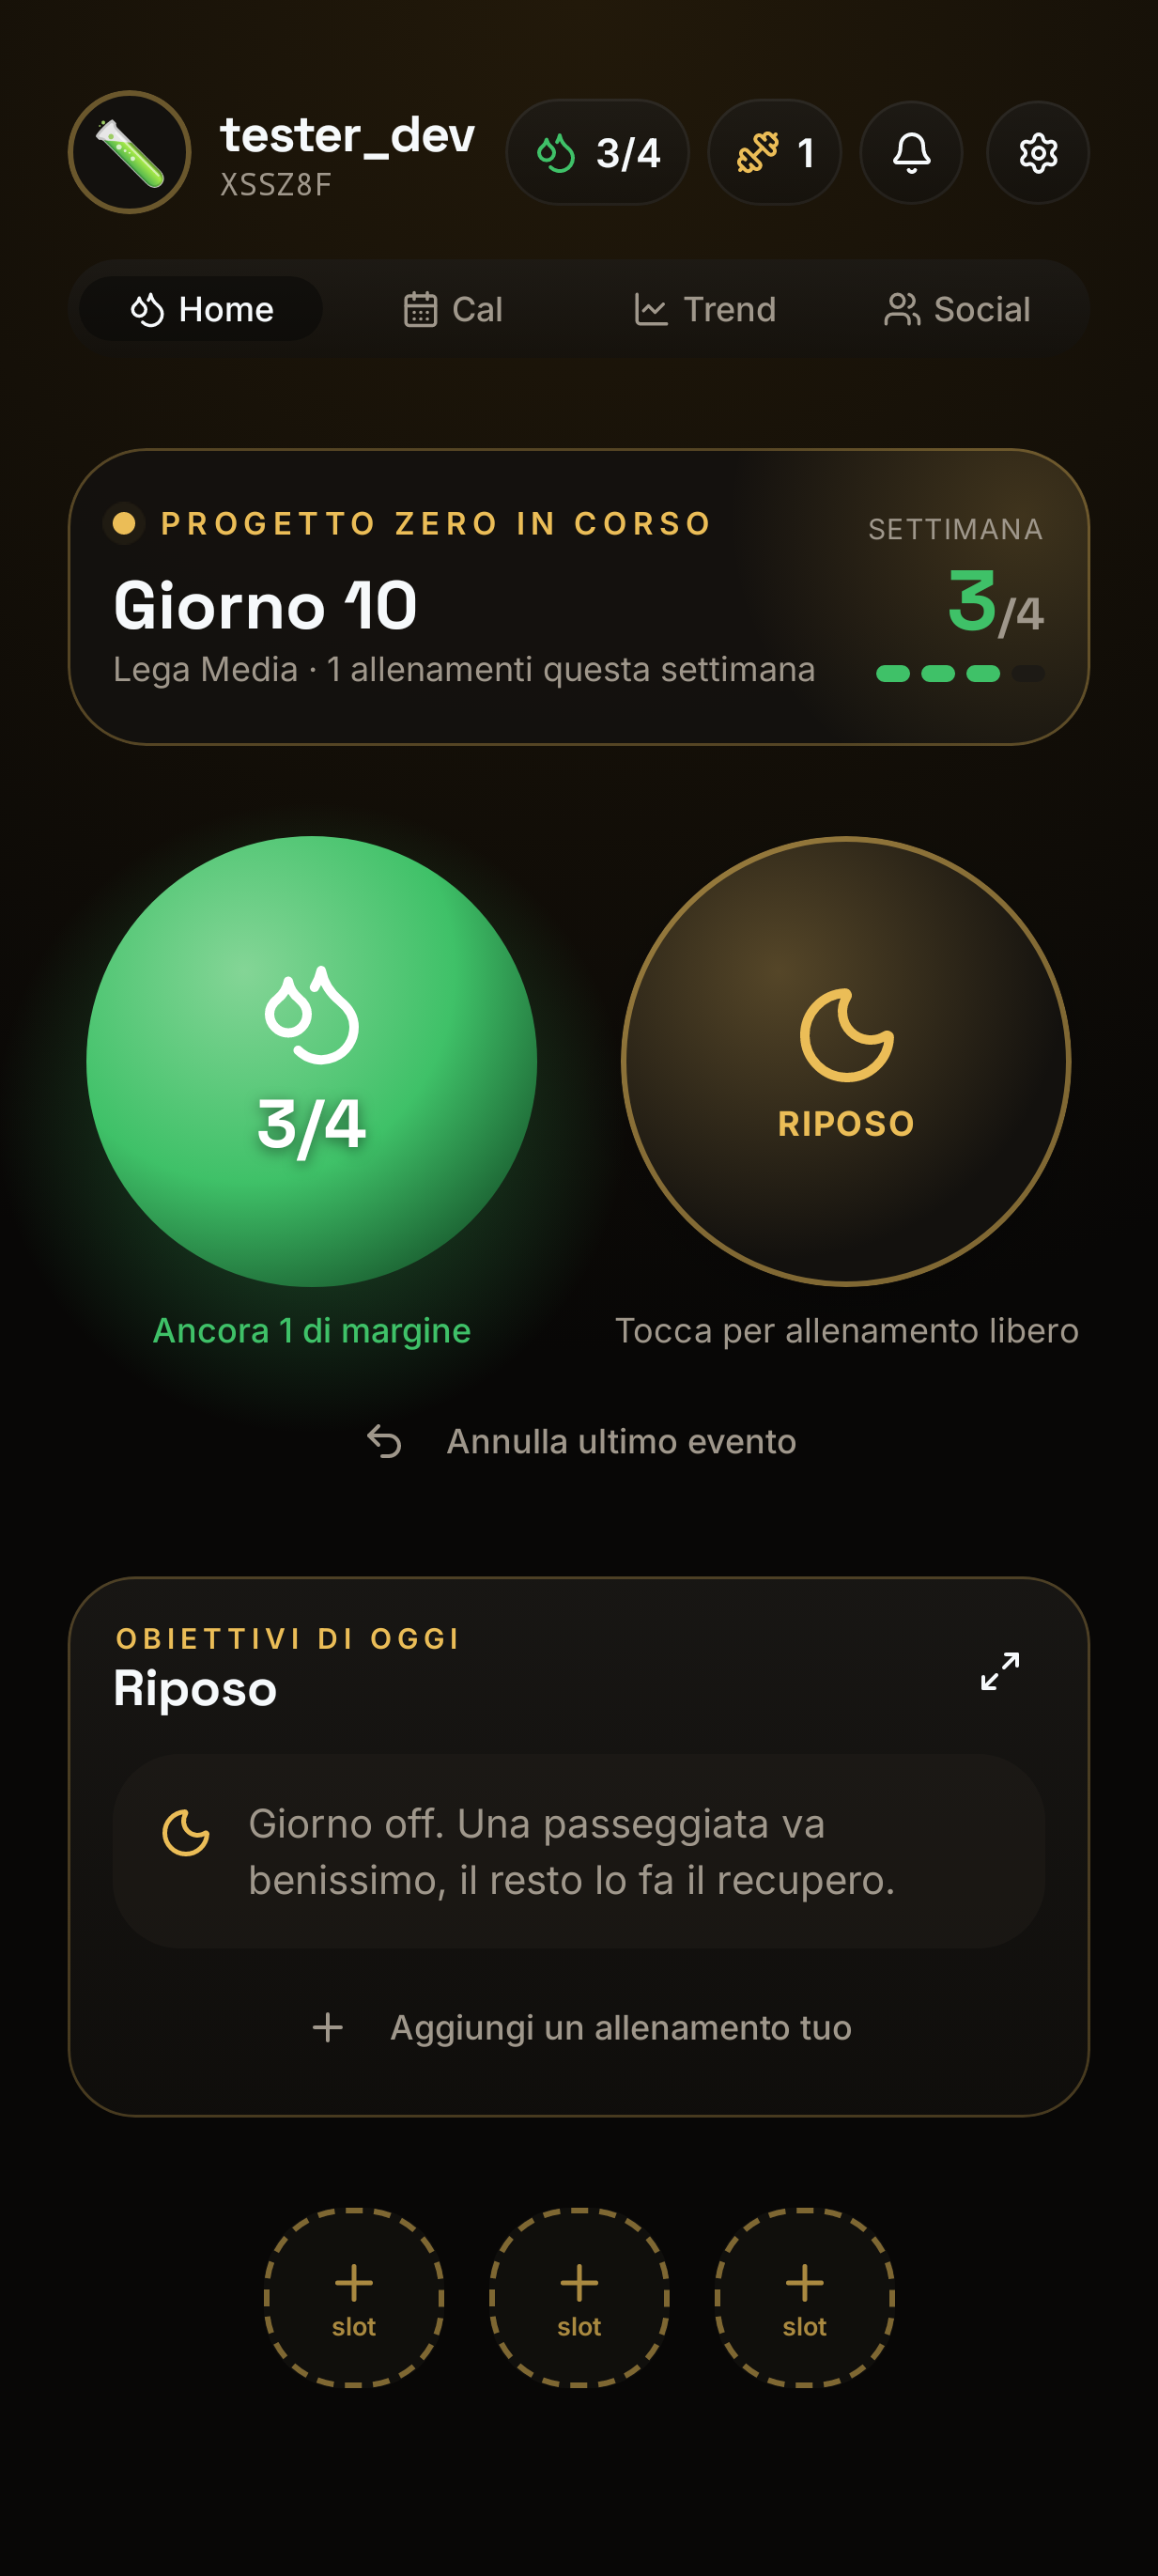 tester_dev
XSSZ8F
3/4
1
Home
Cal
Trend
Social
PROGETTO ZERO IN CORSO
Giorno 10
Lega Media · 1 allenamenti questa settimana
SETTIMANA
3/4
3/4
Ancora 1 di margine
RIPOSO
Tocca per allenamento libero
Annulla ultimo evento
OBIETTIVI DI OGGI
Riposo
Giorno off. Una passeggiata va
benissimo, il resto lo fa il recupero.
Aggiungi un allenamento tuo
slot
slot
slot